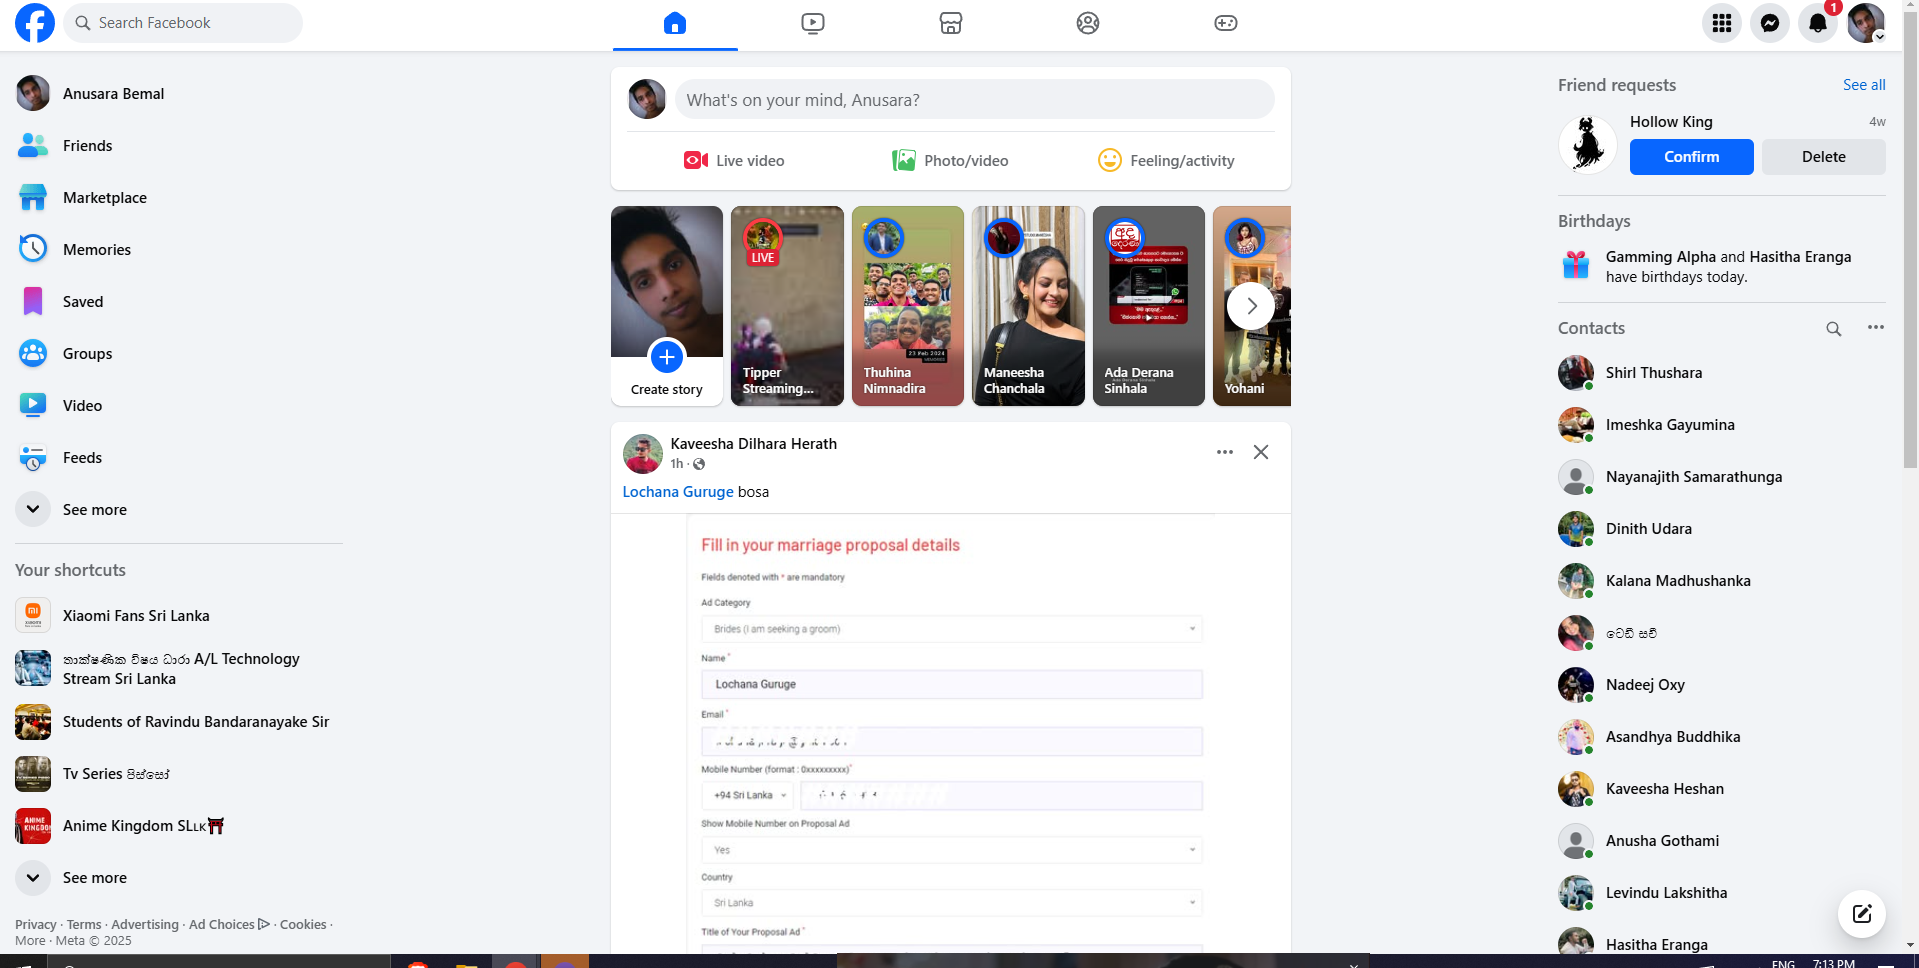 Search Facebook
1
Anusara Bemal
Friends
Marketplace
Memories
Saved
Groups
Video
Feeds
See more
Your shortcuts
Xiaomi Fans Sri Lanka
තාක්ෂණික විෂය ධාරා A/L Technology
Stream Sri Lanka
Students of Ravindu Bandaranayake Sir
Tv Series පිස්සෝ
Anime Kingdom SLLK
See more
Privacy · Terms · Advertising · Ad Choices · Cookies ·
More · Meta © 2025
What's on your mind, Anusara?
Live video
Photo/video
Feeling/activity
Create story
LIVE
Tipper
Streaming...
23 Feb 2024
Thuhina
Nimnadira
Maneesha
Chanchala
අද
දෙරණ
Ada Derana
Sinhala
Yohani
Kaveesha Dilhara Herath
1h ·
Lochana Guruge bosa
Fill in your marriage proposal details
Fields denoted with * are mandatory
Ad Category
Brides (I am seeking a groom)
Name *
Lochana Guruge
Email *
Mobile Number (format : 0xxxxxxxxx) *
+94 Sri Lanka
Show Mobile Number on Proposal Ad
Yes
Country
Sri Lanka
Title of Your Proposal Ad *
Friend requests
See all
Hollow King
4w
Confirm
Delete
Birthdays
Gamming Alpha and Hasitha Eranga
have birthdays today.
Contacts
Shirl Thushara
Imeshka Gayumina
Nayanajith Samarathunga
Dinith Udara
Kalana Madhushanka
ටෙඩී සචී
Nadeej Oxy
Asandhya Buddhika
Kaveesha Heshan
Anusha Gothami
Levindu Lakshitha
Hasitha Eranga
ENG
7:13 PM